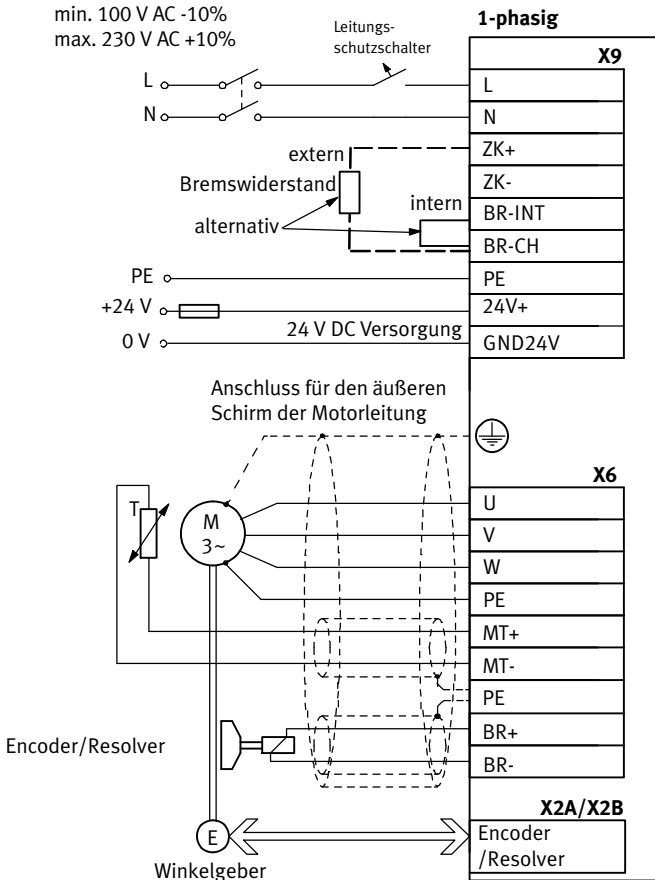 min. 100 V AC -10%
max. 230 V AC +10%
Leitungs-
schutzschalter
1-phasig
X9
L
L
N
N
extern
ZK+
Bremswiderstand
ZK-
intern
BR-INT
alternativ
BR-CH
PE
PE
+24 V
24V+
24 V DC Versorgung
0 V
GND24V
Anschluss für den äußeren
Schirm der Motorleitung
X6
T
M
3~
U
V
W
PE
MT+
MT-
PE
BR+
Encoder/Resolver
BR-
X2A/X2B
E
Encoder
/Resolver
Winkelgeber